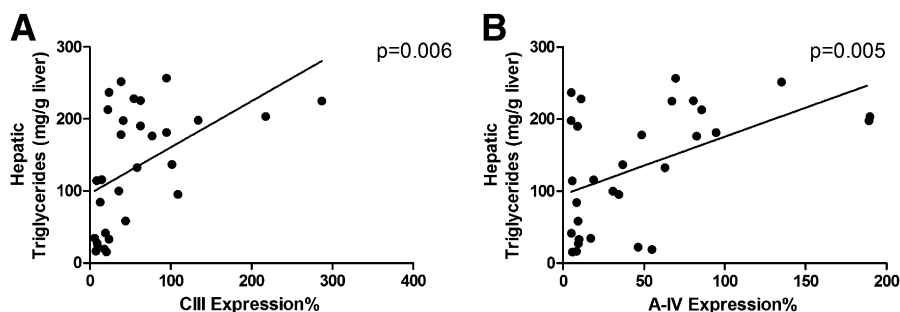 A
p=0.006
Hepatic
Triglycerides (mg/g liver)
300
200
100
0
0 100 200 300 400
CIII Expression%
B
p=0.005
Hepatic
Triglycerides (mg/g liver)
300
200
100
0
0 50 100 150 200
A-IV Expression%